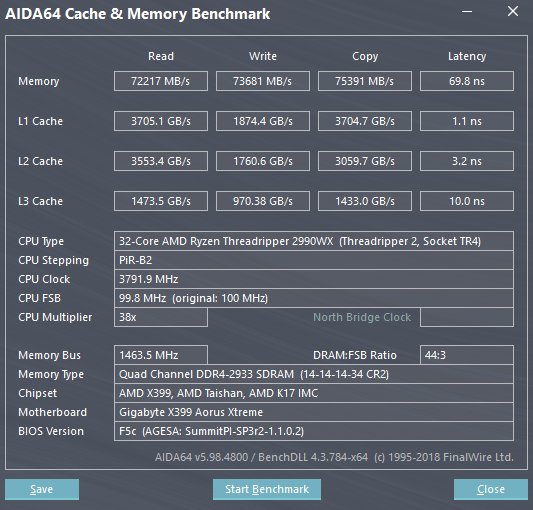 AIDA64 Cache & Memory Benchmark
Read Write Copy Latency
Memory 72217 MB/s 73681 MB/s 75391 MB/s 69.8 ns
L1 Cache 3705.1 GB/s 1874.4 GB/s 3704.7 GB/s 1.1 ns
L2 Cache 3553.4 GB/s 1760.6 GB/s 3059.7 GB/s 3.2 ns
L3 Cache 1473.5 GB/s 970.38 GB/s 1433.0 GB/s 10.0 ns
CPU Type 32-Core AMD Ryzen Threadripper 2990WX (Threadripper 2, Socket TR4)
CPU Stepping PiR-B2
CPU Clock 3791.9 MHz
CPU FSB 99.8 MHz (original: 100 MHz)
CPU Multiplier 38x North Bridge Clock
Memory Bus 1463.5 MHz DRAM:FSB Ratio 44:3
Memory Type Quad Channel DDR4-2933 SDRAM (14-14-14-34 CR2)
Chipset AMD X399, AMD Taishan, AMD K17 IMC
Motherboard Gigabyte X399 Aorus Xtreme
BIOS Version F5c (AGESA: SummitPI-SP3r2-1.1.0.2)
AIDA64 v5.98.4800 / BenchDLL 4.3.784-x64 (c) 1995-2018 FinalWire Ltd.
Save Start Benchmark Close